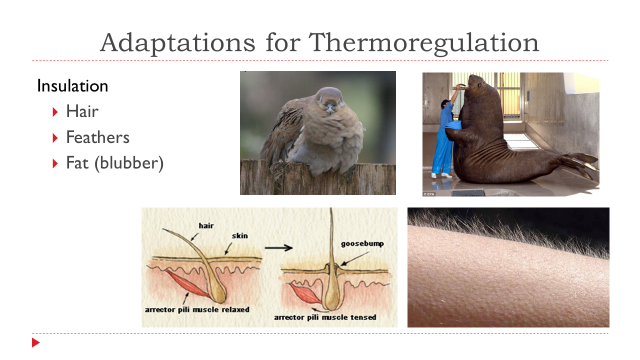 Adaptations for Thermoregulation
Insulation
Hair
Feathers
Fat (blubber)
hair
skin
goosebump
arrector pili muscle relaxed
arrector pili muscle tensed